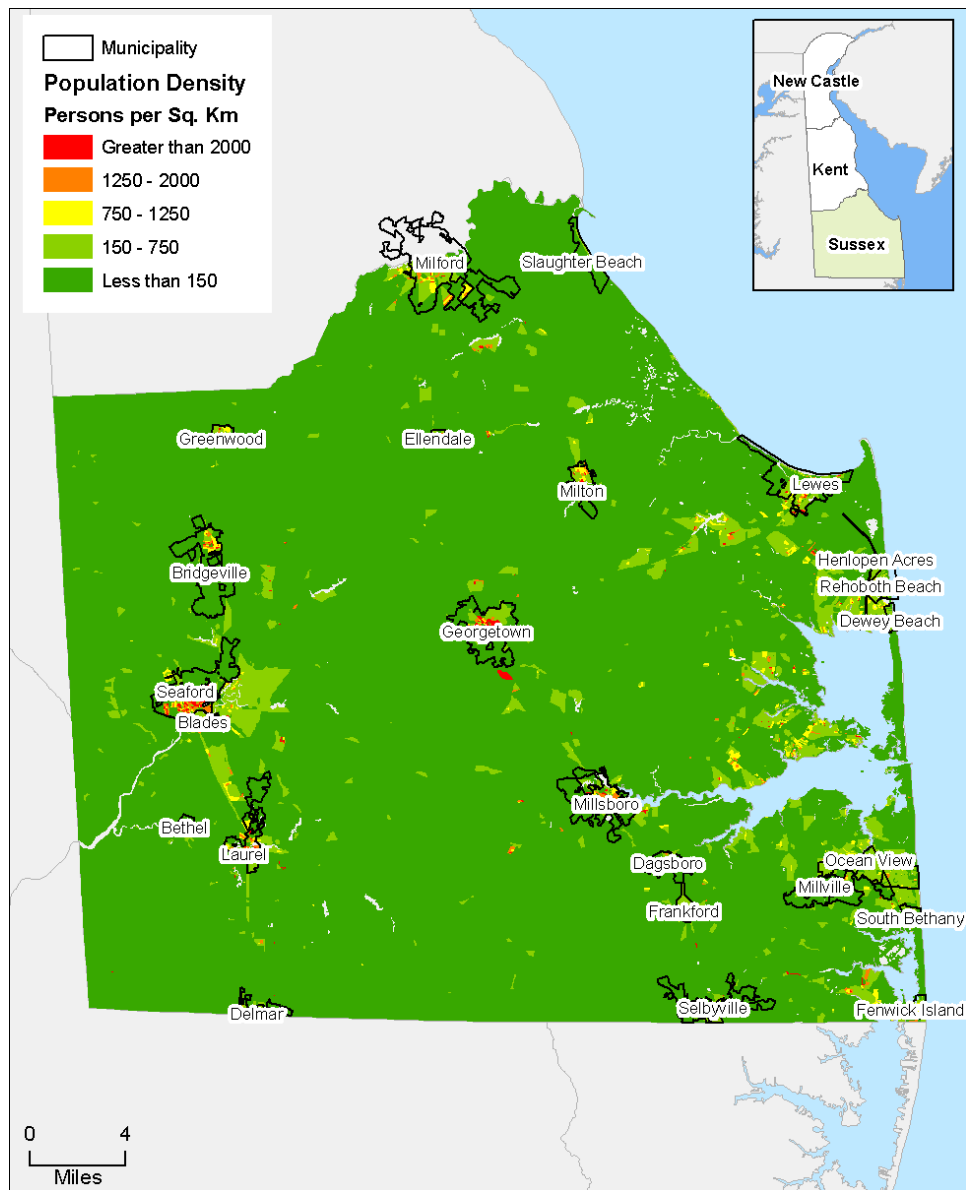 Municipality
Population Density
Persons per Sq. Km
Greater than 2000
1250 - 2000
750 - 1250
150 - 750
Less than 150
New Castle
Kent
Sussex
Milford
Slaughter Beach
Greenwood
Ellendale
Milton
Lewes
Bridgeville
Henlopen Acres
Rehoboth Beach
Dewey Beach
Georgetown
Seaford
Blades
Millsboro
Bethel
Laurel
Dagsboro
Ocean View
Millville
Frankford
South Bethany
Delmar
Selbyville
Fenwick Island
0 4
Miles